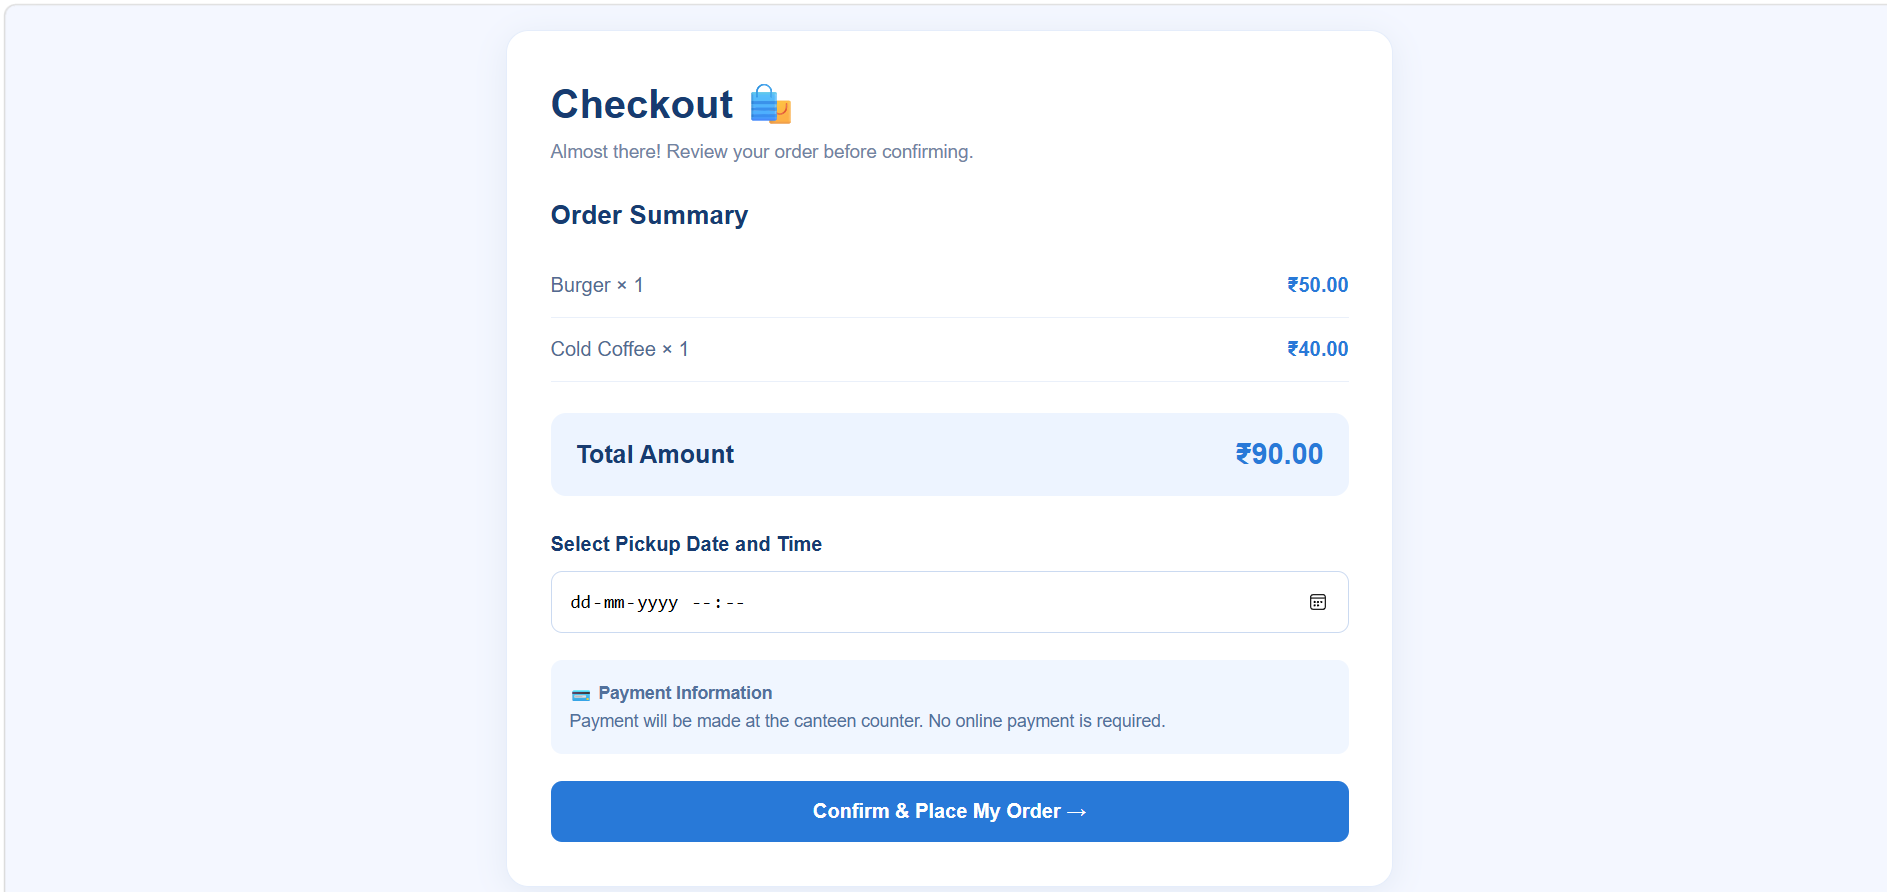 Checkout
Almost there! Review your order before confirming.
Order Summary
Burger × 1 ₹50.00
Cold Coffee × 1 ₹40.00
Total Amount ₹90.00
Select Pickup Date and Time
dd-mm-yyyy --:--
Payment Information
Payment will be made at the canteen counter. No online payment is required.
Confirm & Place My Order →